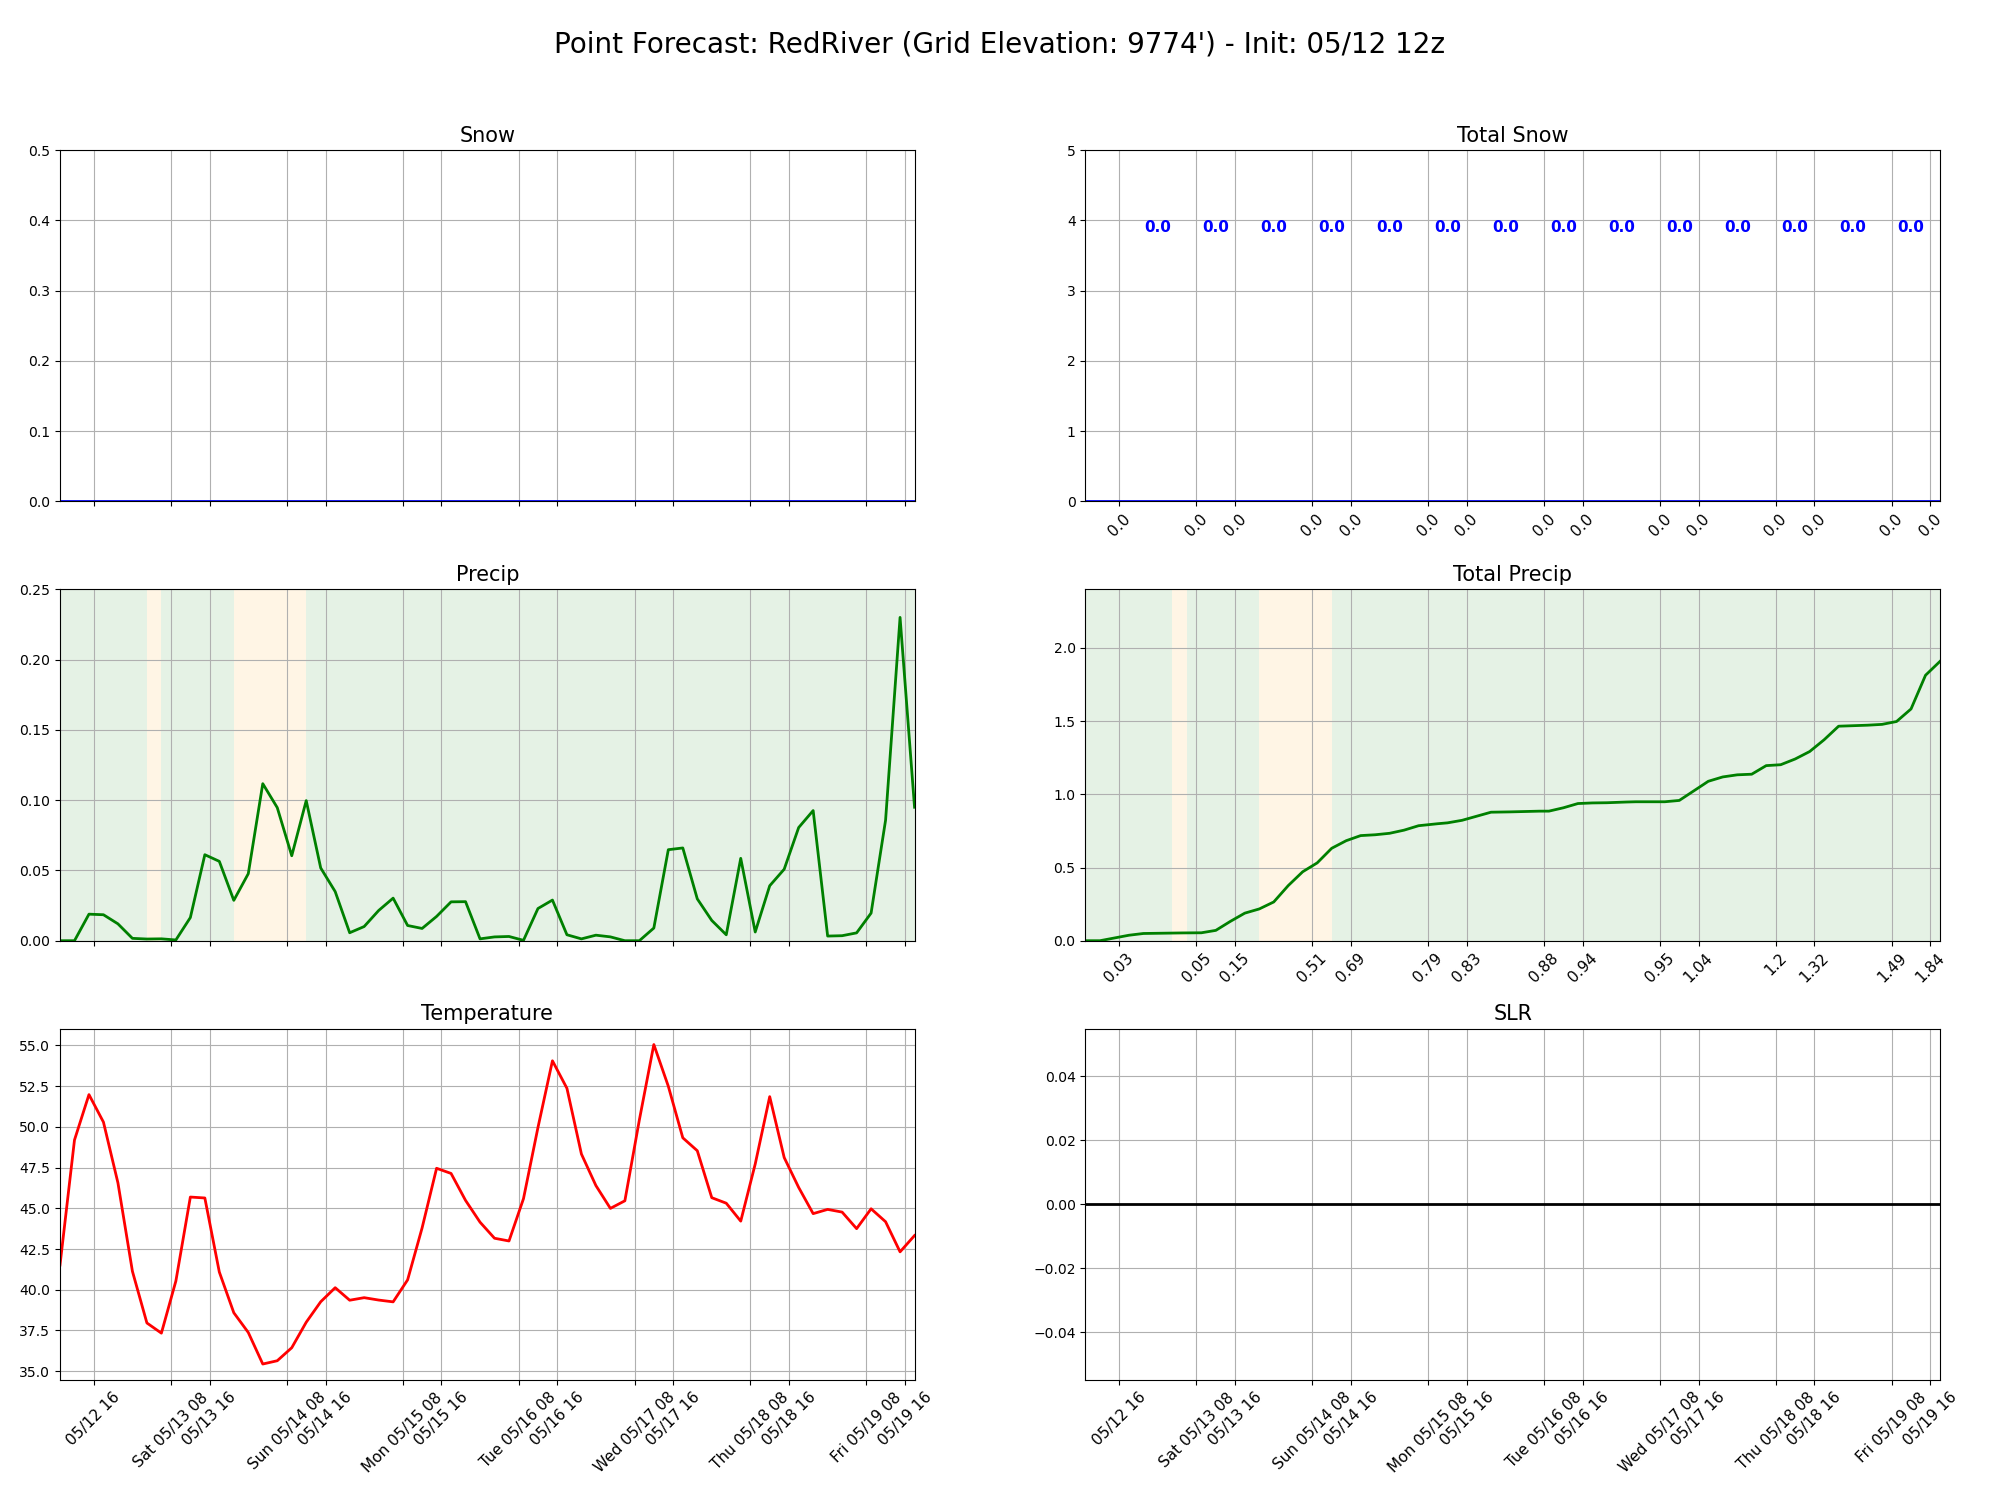 Point Forecast: RedRiver (Grid Elevation: 9774') - Init: 05/12 12z
Snow
0.5
0.4
0.3
0.2
0.1
0.0
Total Snow
5
4
3
2
1
0
0.0 0.0 0.0 0.0 0.0 0.0 0.0 0.0 0.0 0.0 0.0 0.0 0.0 0.0
0.0 0.0 0.0 0.0 0.0 0.0 0.0 0.0 0.0 0.0 0.0 0.0 0.0 0.0 0.0
Precip
0.25
0.20
0.15
0.10
0.05
0.00
Total Precip
2.0
1.5
1.0
0.5
0.0
0.03 0.05 0.15 0.51 0.69 0.79 0.83 0.88 0.94 0.95 1.04 1.2 1.32 1.49 1.84
Temperature
55.0
52.5
50.0
47.5
45.0
42.5
40.0
37.5
35.0
05/12 16
Sat 05/13 08
05/13 16
Sun 05/14 08
05/14 16
Mon 05/15 08
05/15 16
Tue 05/16 08
05/16 16
Wed 05/17 08
05/17 16
Thu 05/18 08
05/18 16
Fri 05/19 08
05/19 16
SLR
0.04
0.02
0.00
−0.02
−0.04
05/12 16
Sat 05/13 08
05/13 16
Sun 05/14 08
05/14 16
Mon 05/15 08
05/15 16
Tue 05/16 08
05/16 16
Wed 05/17 08
05/17 16
Thu 05/18 08
05/18 16
Fri 05/19 08
05/19 16